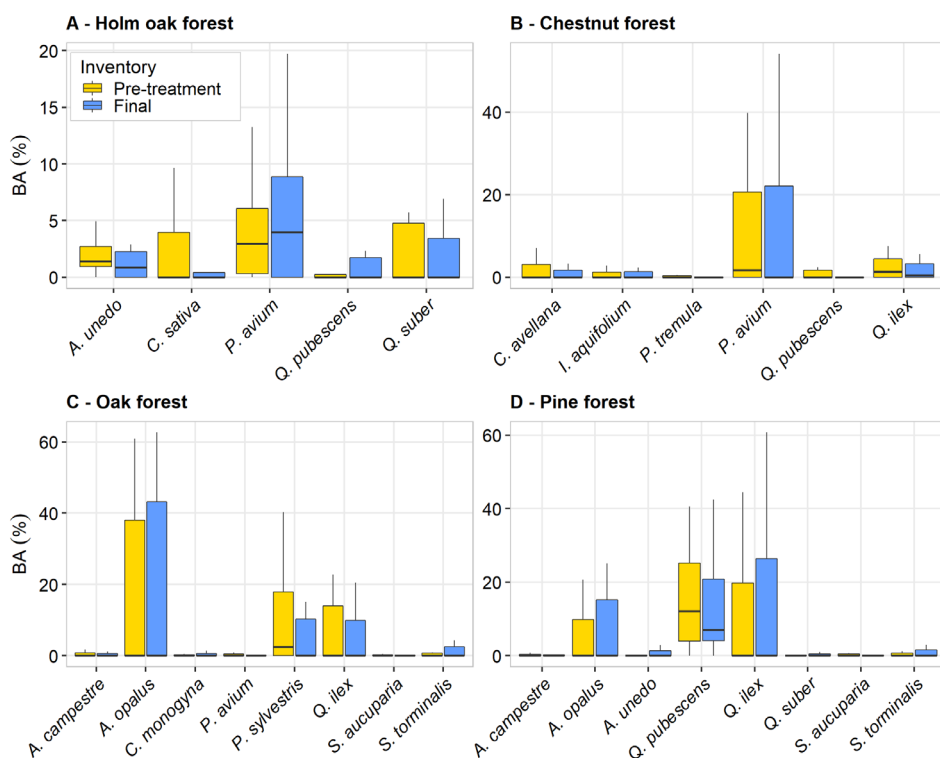 A - Holm oak forest
BA (%)
20
15
10
5
0
Inventory
Pre-treatment
Final
A. unedo
C. sativa
P. avium
Q. pubescens
Q. suber
B - Chestnut forest
40
20
0
C. avellana
I. aquifolium
P. tremula
P. avium
Q. pubescens
Q. ilex
C - Oak forest
BA (%)
60
40
20
0
A. campestre
A. opalus
C. monogyna
P. avium
P. sylvestris
Q. ilex
S. aucuparia
S. torminalis
D - Pine forest
60
40
20
0
A. campestre
A. opalus
A. unedo
Q. pubescens
Q. ilex
Q. suber
S. aucuparia
S. torminalis